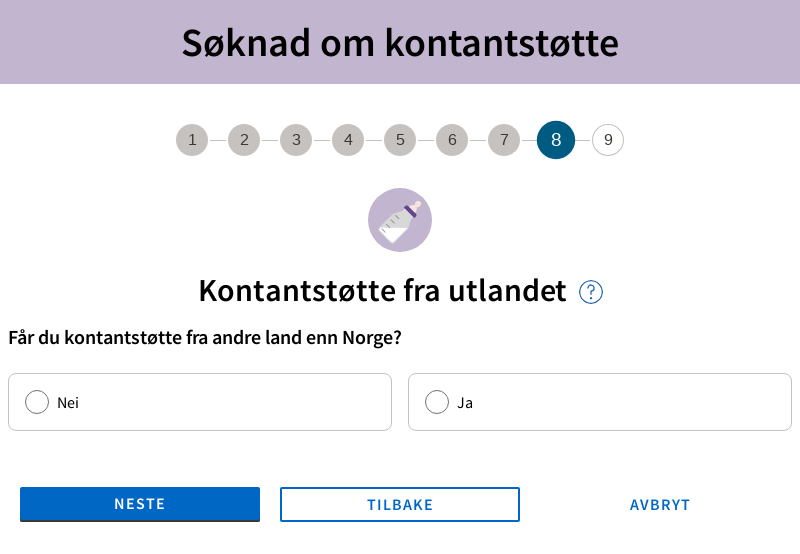 Søknad om kontantstøtte
1 2 3 4 5 6 7 8 9
Kontantstøtte fra utlandet ?
Får du kontantstøtte fra andre land enn Norge?
Nei Ja
NESTE TILBAKE AVBRYT